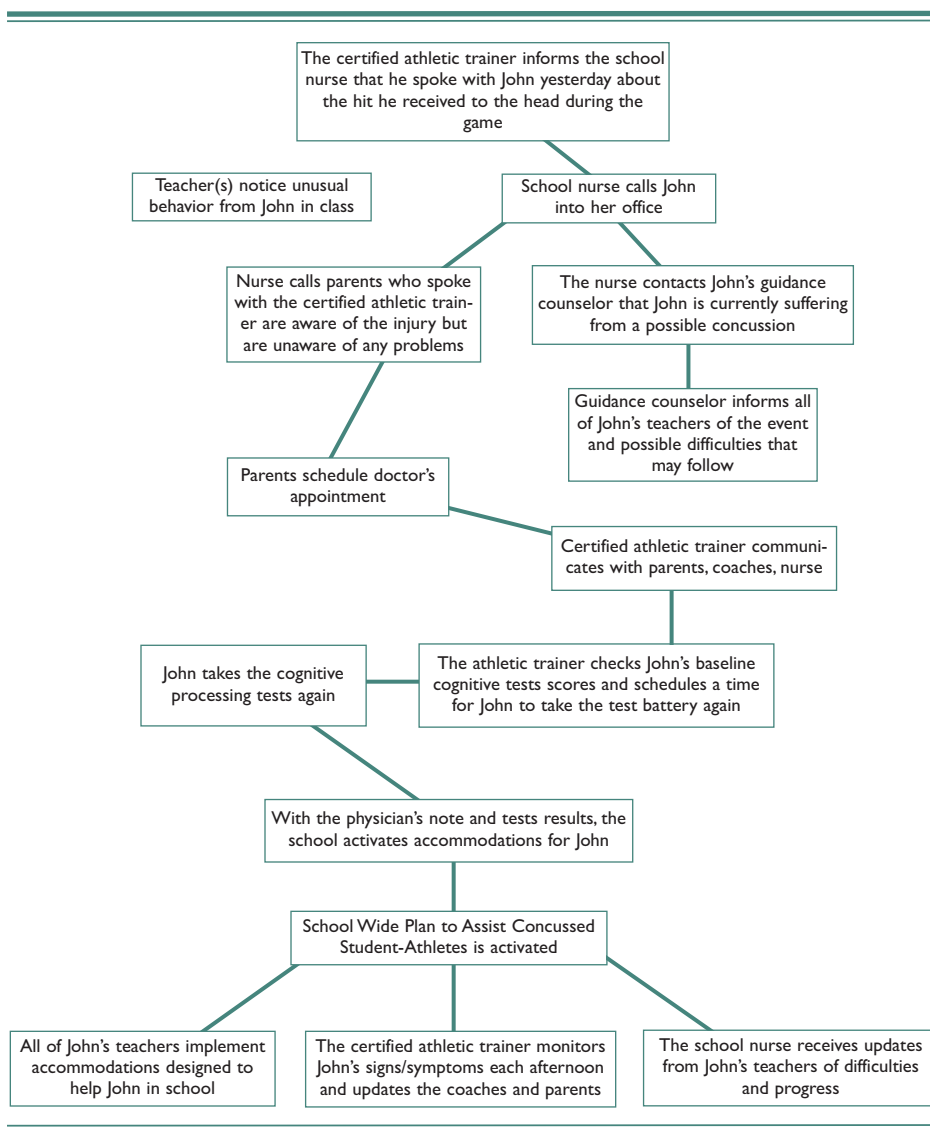 The certified athletic trainer informs the school
nurse that he spoke with John yesterday about
the hit he received to the head during the
game
Teacher(s) notice unusual
behavior from John in class
School nurse calls John
into her office
Nurse calls parents who spoke
with the certified athletic train-
er are aware of the injury but
are unaware of any problems
The nurse contacts John's guidance
counselor that John is currently suffering
from a possible concussion
Guidance counselor informs all
of John's teachers of the event
and possible difficulties that
may follow
Parents schedule doctor's
appointment
Certified athletic trainer communi-
cates with parents, coaches, nurse
John takes the cognitive
processing tests again
The athletic trainer checks John's baseline
cognitive tests scores and schedules a time
for John to take the test battery again
With the physician's note and tests results, the
school activates accommodations for John
School Wide Plan to Assist Concussed
Student-Athletes is activated
All of John's teachers implement
accommodations designed to
help John in school
The certified athletic trainer monitors
John's signs/symptoms each afternoon
and updates the coaches and parents
The school nurse receives updates
from John's teachers of difficulties
and progress